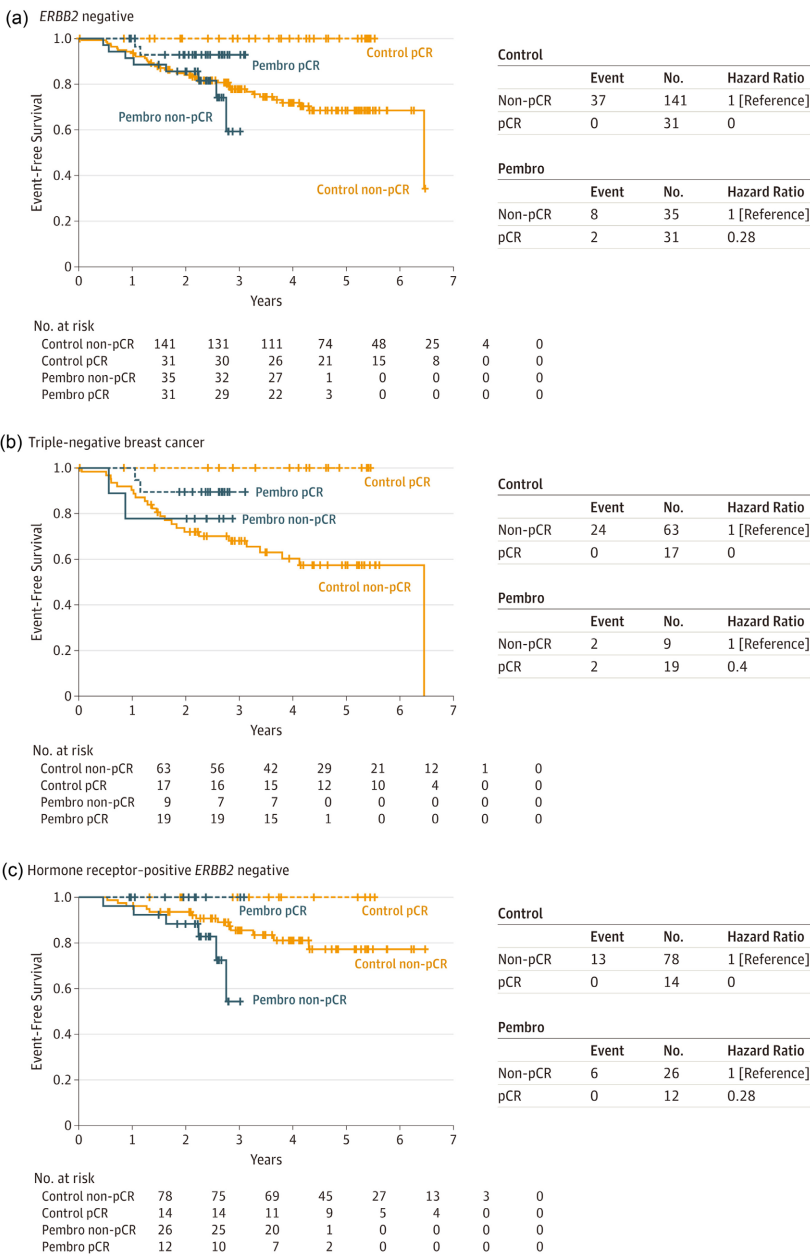 (a) ERBB2 negative
1.0
0.8
0.6
0.4
0.2
0
Event-Free Survival
Control pCR
Pembro pCR
Pembro non-pCR
Control non-pCR
0 1 2 3 4 5 6 7
Years
No. at risk
Control non-pCR 141 131 111 74 48 25 4 0
Control pCR 31 30 26 21 15 8 0 0
Pembro non-pCR 35 32 27 1 0 0 0 0
Pembro pCR 31 29 22 3 0 0 0 0
Control
Event No. Hazard Ratio
Non-pCR 37 141 1 [Reference]
pCR 0 31 0
Pembro
Event No. Hazard Ratio
Non-pCR 8 35 1 [Reference]
pCR 2 31 0.28
(b) Triple-negative breast cancer
1.0
0.8
0.6
0.4
0.2
0
Event-Free Survival
Control pCR
Pembro pCR
Pembro non-pCR
Control non-pCR
0 1 2 3 4 5 6 7
Years
No. at risk
Control non-pCR 63 56 42 29 21 12 1 0
Control pCR 17 16 15 12 10 4 0 0
Pembro non-pCR 9 7 7 0 0 0 0 0
Pembro pCR 19 19 15 1 0 0 0 0
Control
Event No. Hazard Ratio
Non-pCR 24 63 1 [Reference]
pCR 0 17 0
Pembro
Event No. Hazard Ratio
Non-pCR 2 9 1 [Reference]
pCR 2 19 0.4
(c) Hormone receptor-positive ERBB2 negative
1.0
0.8
0.6
0.4
0.2
0
Event-Free Survival
Pembro pCR
Control pCR
Control non-pCR
Pembro non-pCR
0 1 2 3 4 5 6 7
Years
No. at risk
Control non-pCR 78 75 69 45 27 13 3 0
Control pCR 14 14 11 9 5 4 0 0
Pembro non-pCR 26 25 20 1 0 0 0 0
Pembro pCR 12 10 7 2 0 0 0 0
Control
Event No. Hazard Ratio
Non-pCR 13 78 1 [Reference]
pCR 0 14 0
Pembro
Event No. Hazard Ratio
Non-pCR 6 26 1 [Reference]
pCR 0 12 0.28